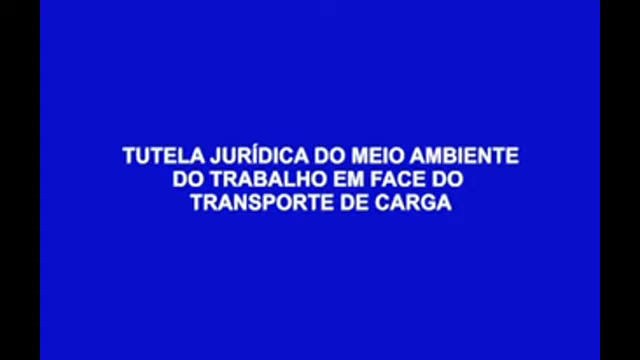 TUTELA JURÍDICA DO MEIO AMBIENTE
DO TRABALHO EM FACE DO
TRANSPORTE DE CARGA